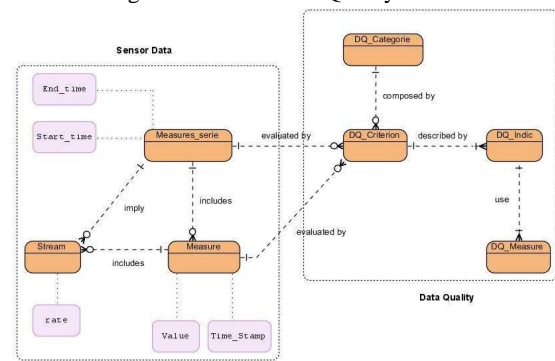 Sensor Data
DQ_Categorie
End_time
composed by
Start_time
Measures_serie
evaluated by
DQ_Criterion
described by
DQ_Indic
imply
includes
use
evaluated by
Stream
includes
Measure
DQ_Measure
Data Quality
rate
Value
Time_Stamp